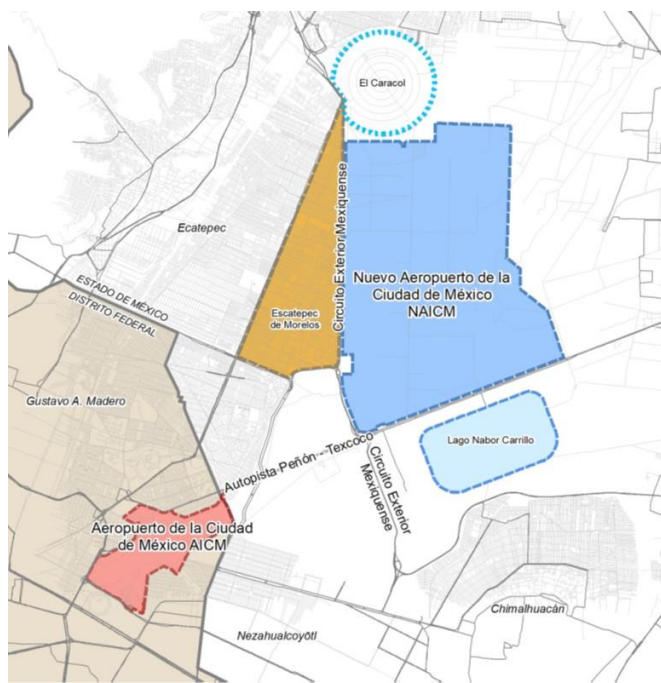 El Caracol
Ecatepec
Circuito Exterior Mexiquense
Nuevo Aeropuerto de la
Ciudad de México
NAICM
ESTADO DE MÉXICO
DISTRITO FEDERAL
Escatepec
de Morelos
Gustavo A. Madero
Lago Nabor Carrillo
Autopista Peñón - Texcoco
Circuito Exterior
Mexiquense
Aeropuerto de la Ciudad
de México AICM
Chimalhuacán
Nezahualcoyōtl